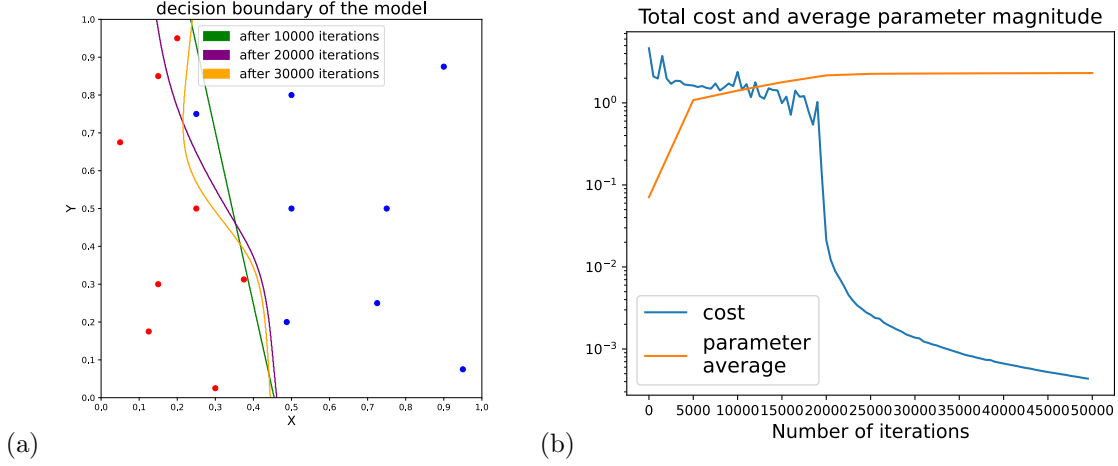 decision boundary of the model
after 10000 iterations
after 20000 iterations
after 30000 iterations
1.0
0.9
0.8
0.7
0.6
0.5
0.4
0.3
0.2
0.1
0.0
Y
0.0 0.1 0.2 0.3 0.4 0.5 0.6 0.7 0.8 0.9 1.0
X
(a)
Total cost and average parameter magnitude
10^0
10^-1
10^-2
10^-3
cost
parameter
average
0 5000 10000 15000 20000 25000 30000 35000 40000 45000 50000
Number of iterations
(b)